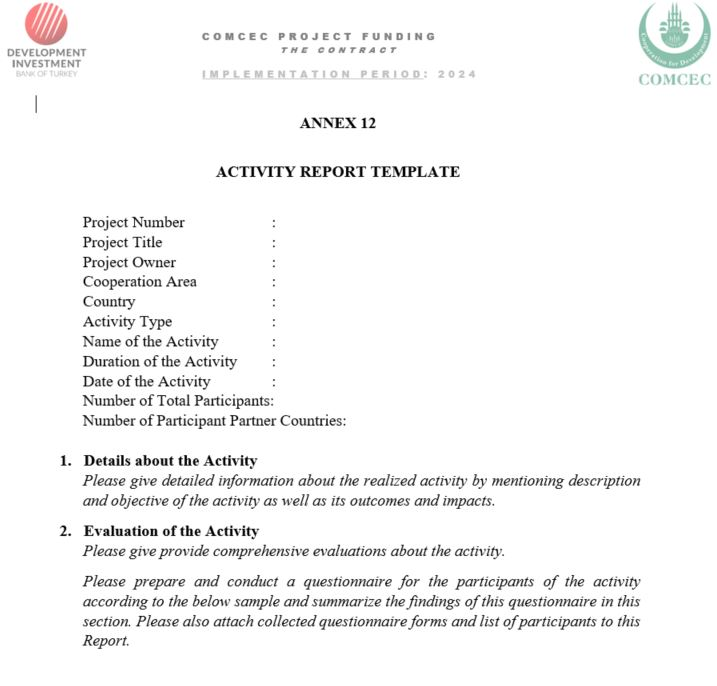 DEVELOPMENT
INVESTMENT
BANK OF TURKEY
COMCEC PROJECT FUNDING
THE CONTRACT
IMPLEMENTATION PERIOD: 2024
Cooperation for Development
COMCEC
ANNEX 12
ACTIVITY REPORT TEMPLATE
Project Number :
Project Title :
Project Owner :
Cooperation Area :
Country :
Activity Type :
Name of the Activity :
Duration of the Activity :
Date of the Activity :
Number of Total Participants:
Number of Participant Partner Countries:
1. Details about the Activity
Please give detailed information about the realized activity by mentioning description
and objective of the activity as well as its outcomes and impacts.
2. Evaluation of the Activity
Please give provide comprehensive evaluations about the activity.
Please prepare and conduct a questionnaire for the participants of the activity
according to the below sample and summarize the findings of this questionnaire in this
section. Please also attach collected questionnaire forms and list of participants to this
Report.